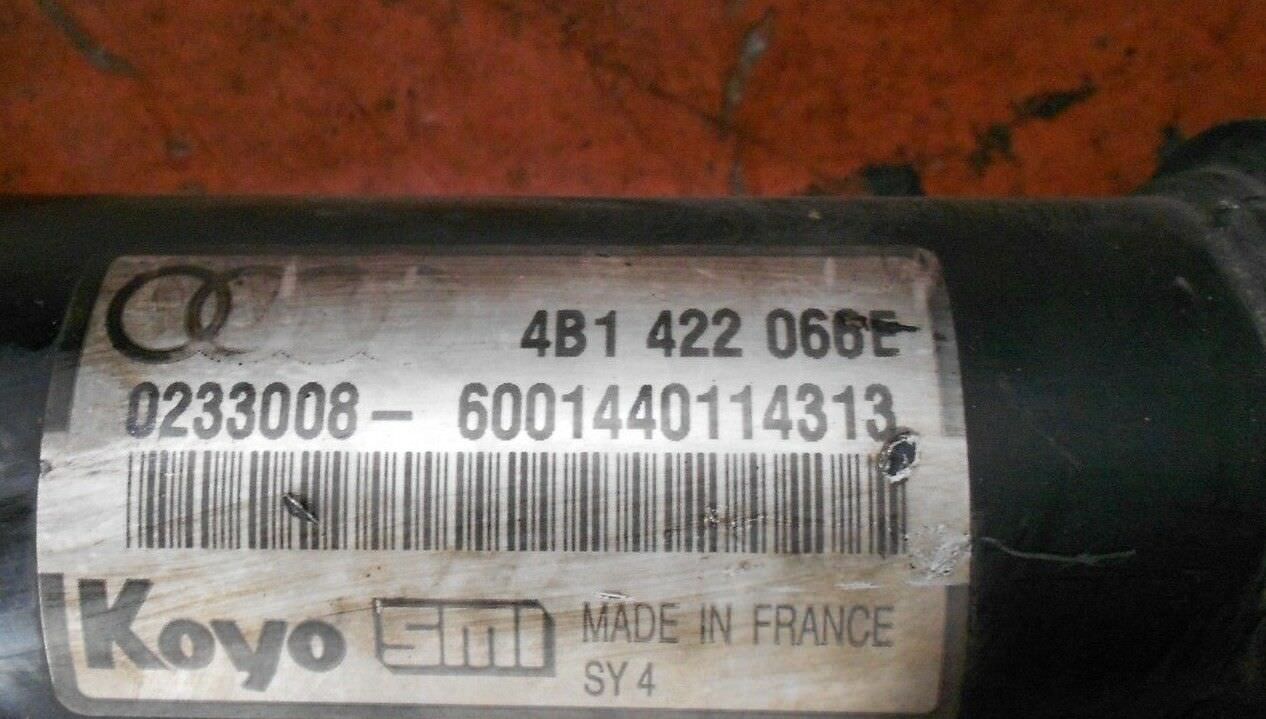 4B1 422 066E
0233008- 6001440114313
Koyo SMI MADE IN FRANCE
SY 4